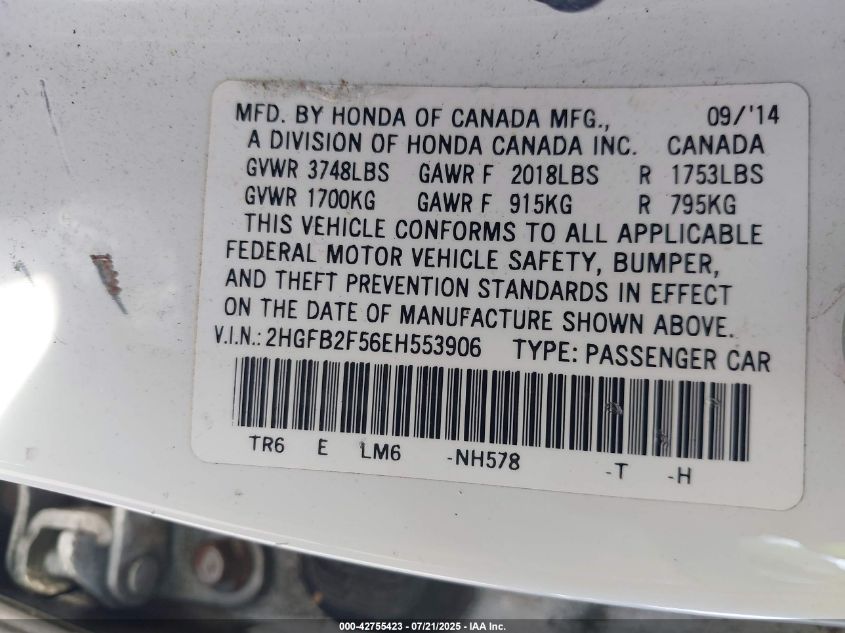 MFD. BY HONDA OF CANADA MFG., 09/'14
A DIVISION OF HONDA CANADA INC. CANADA
GVWR 3748LBS GAWR F 2018LBS R 1753LBS
GVWR 1700KG GAWR F 915KG R 795KG
THIS VEHICLE CONFORMS TO ALL APPLICABLE
FEDERAL MOTOR VEHICLE SAFETY, BUMPER,
AND THEFT PREVENTION STANDARDS IN EFFECT
ON THE DATE OF MANUFACTURE SHOWN ABOVE.
V.I.N.: 2HGFB2F56EH553906 TYPE: PASSENGER CAR
TR6 E LM6 -NH578 -T -H
000-42755423 - 07/21/2025 - IAA Inc.